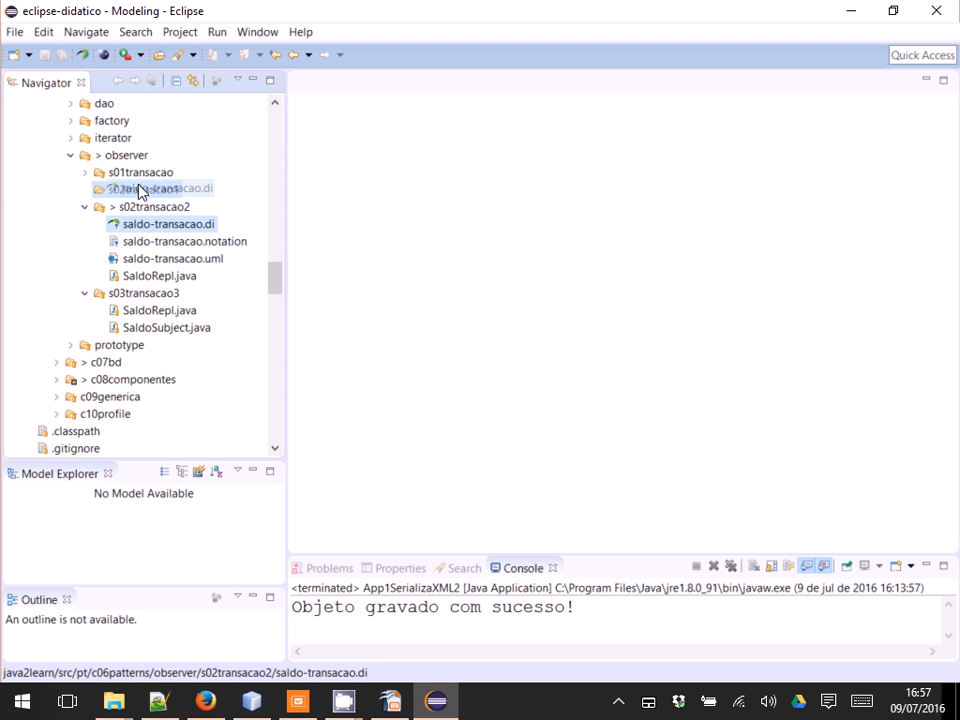 eclipse-didatico - Modeling - Eclipse
File Edit Navigate Search Project Run Window Help
Quick Access
Navigator
dao
factory
iterator
> observer
s01transacao
saldo-transacao.di
> s02transacao2
saldo-transacao.di
saldo-transacao.notation
saldo-transacao.uml
SaldoRepl.java
s03transacao3
SaldoRepl.java
SaldoSubject.java
prototype
> c07bd
> c08componentes
c09generica
c10profile
.classpath
.gitignore
Model Explorer
No Model Available
Outline
An outline is not available.
Problems Properties Search Console
<terminated> App1SerializaXML2 [Java Application] C:\Program Files\Java\jre1.8.0_91\bin\javaw.exe (9 de jul de 2016 16:13:57)
Objeto gravado com sucesso!
java2learn/src/pt/c06patterns/observer/s02transacao2/saldo-transacao.di
16:57
09/07/2016